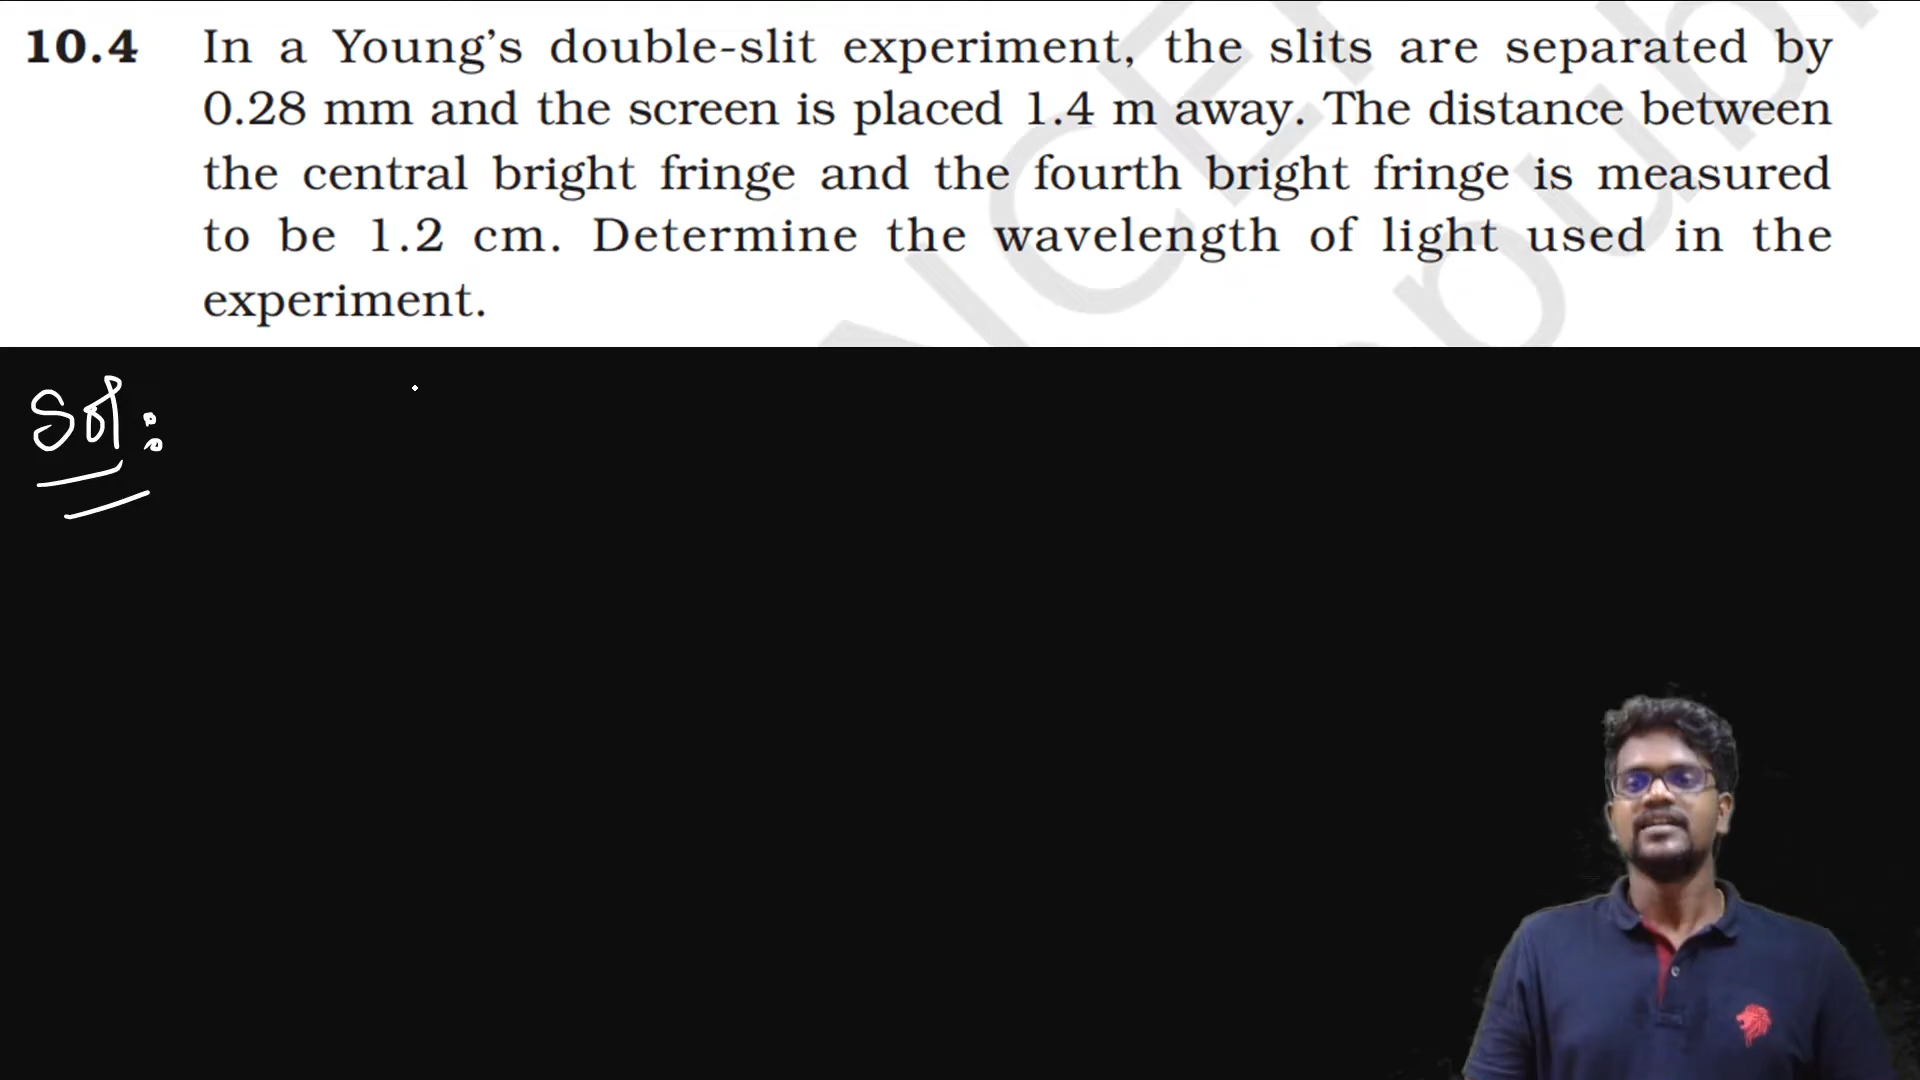 10.4 In a Young's double-slit experiment, the slits are separated by
0.28 mm and the screen is placed 1.4 m away. The distance between
the central bright fringe and the fourth bright fringe is measured
to be 1.2 cm. Determine the wavelength of light used in the
experiment.
Sol: